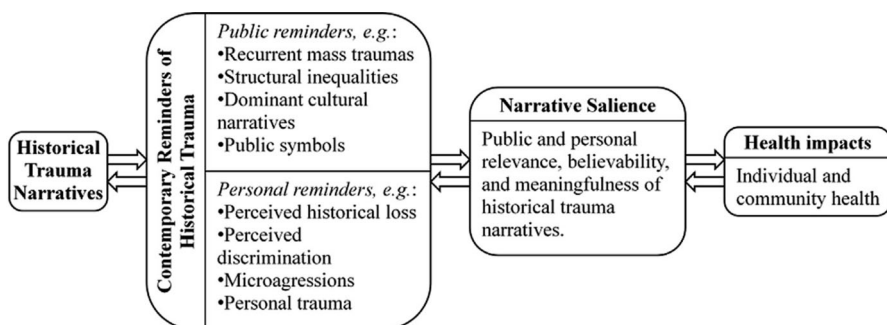 Historical
Trauma
Narratives
Contemporary Reminders of
Historical Trauma
Public reminders, e.g.:
•Recurrent mass traumas
•Structural inequalities
•Dominant cultural
narratives
•Public symbols
Personal reminders, e.g.:
•Perceived historical loss
•Perceived
discrimination
•Microagressions
•Personal trauma
Narrative Salience
Public and personal
relevance, believability,
and meaningfulness of
historical trauma
narratives.
Health impacts
Individual and
community health